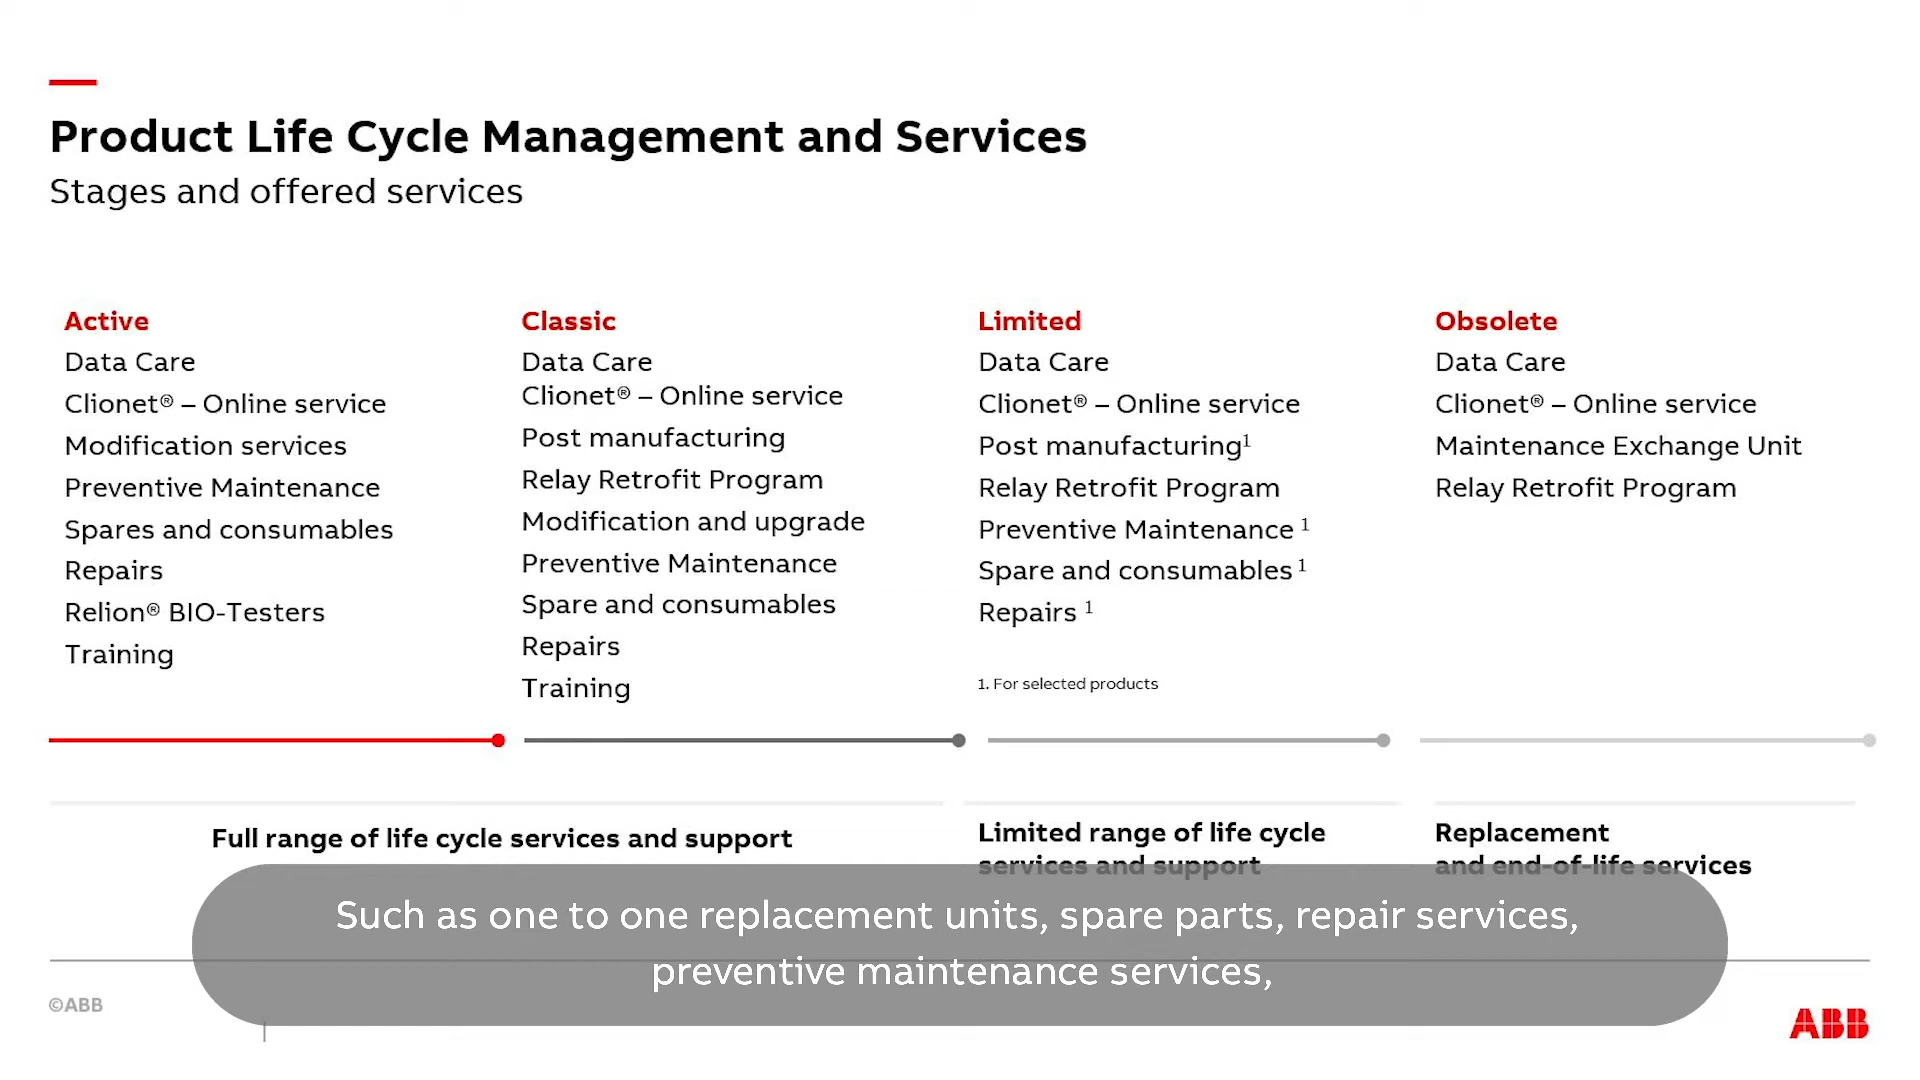 Product Life Cycle Management and Services
Stages and offered services
Active
Data Care
Clionet® – Online service
Modification services
Preventive Maintenance
Spares and consumables
Repairs
Relion® BIO-Testers
Training
Classic
Data Care
Clionet® – Online service
Post manufacturing
Relay Retrofit Program
Modification and upgrade
Preventive Maintenance
Spare and consumables
Repairs
Training
Limited
Data Care
Clionet® – Online service
Post manufacturing¹
Relay Retrofit Program
Preventive Maintenance ¹
Spare and consumables ¹
Repairs ¹
1. For selected products
Obsolete
Data Care
Clionet® – Online service
Maintenance Exchange Unit
Relay Retrofit Program
Full range of life cycle services and support
Limited range of life cycle
services and support
Replacement
and end-of-life services
Such as one to one replacement units, spare parts, repair services,
preventive maintenance services,
©ABB
ABB